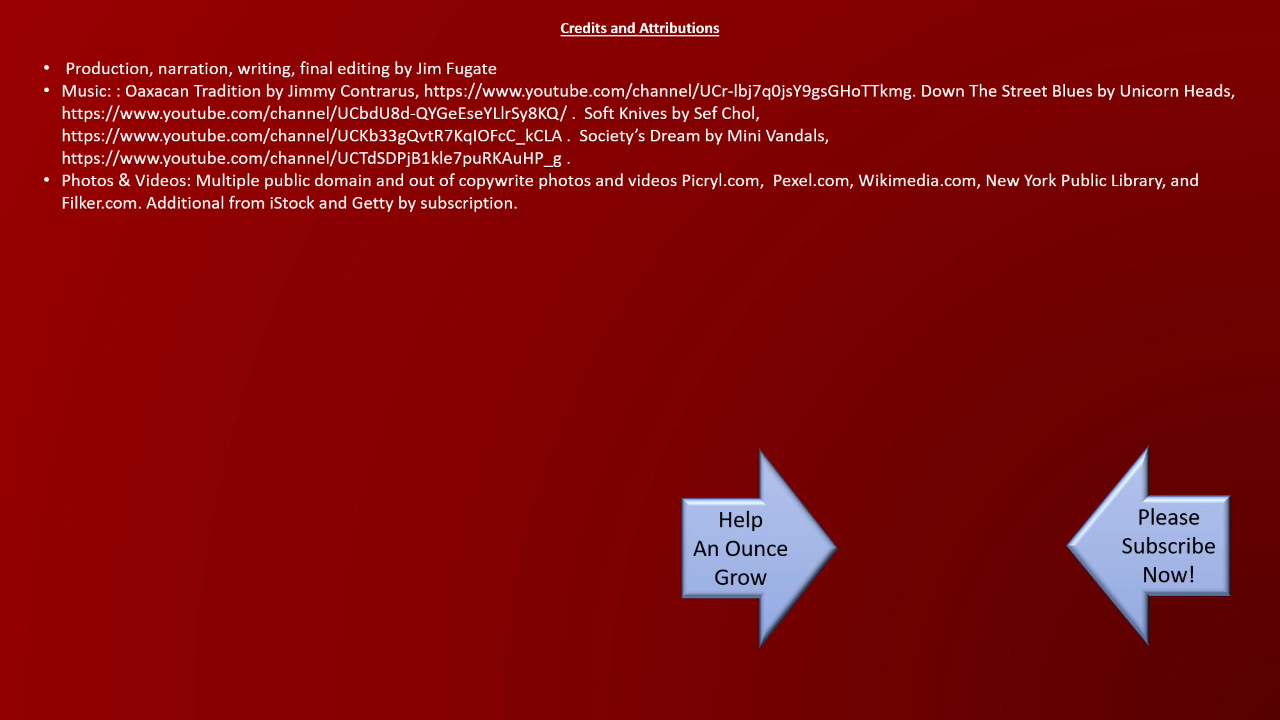 Credits and Attributions
• Production, narration, writing, final editing by Jim Fugate
• Music: : Oaxacan Tradition by Jimmy Contrarus, https://www.youtube.com/channel/UCr-lbj7q0jsY9gsGHoTTkmg. Down The Street Blues by Unicorn Heads,
https://www.youtube.com/channel/UCbdU8d-QYGeEseYLlrSy8KQ/ .  Soft Knives by Sef Chol,
https://www.youtube.com/channel/UCKb33gQvtR7KqIOFcC_kCLA .  Society’s Dream by Mini Vandals,
https://www.youtube.com/channel/UCTdSDPjB1kle7puRKAuHP_g .
• Photos & Videos: Multiple public domain and out of copywrite photos and videos Picryl.com,  Pexel.com, Wikimedia.com, New York Public Library, and
Filker.com. Additional from iStock and Getty by subscription.
Help
An Ounce
Grow
Please
Subscribe
Now!